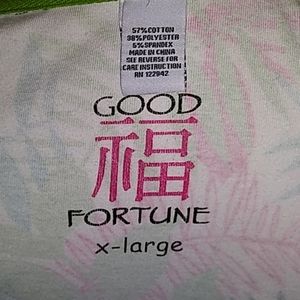 57%COTTON
38%POLYESTER
5%SPANDEX
MADE IN CHINA
SEE REVERSE FOR
CARE INSTRUCTION
RN 122942
GOOD
福
FORTUNE
x-large